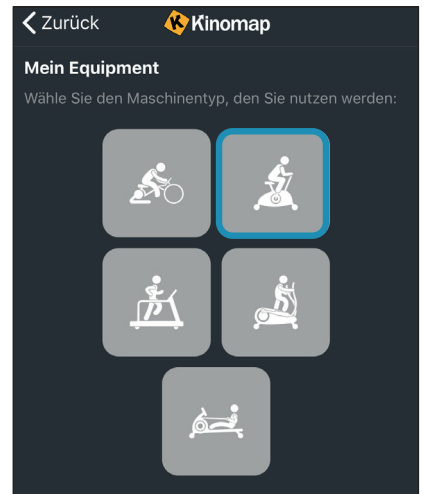 Zurück
Kinomap
Mein Equipment
Wähle Sie den Maschinentyp, den Sie nutzen werden: